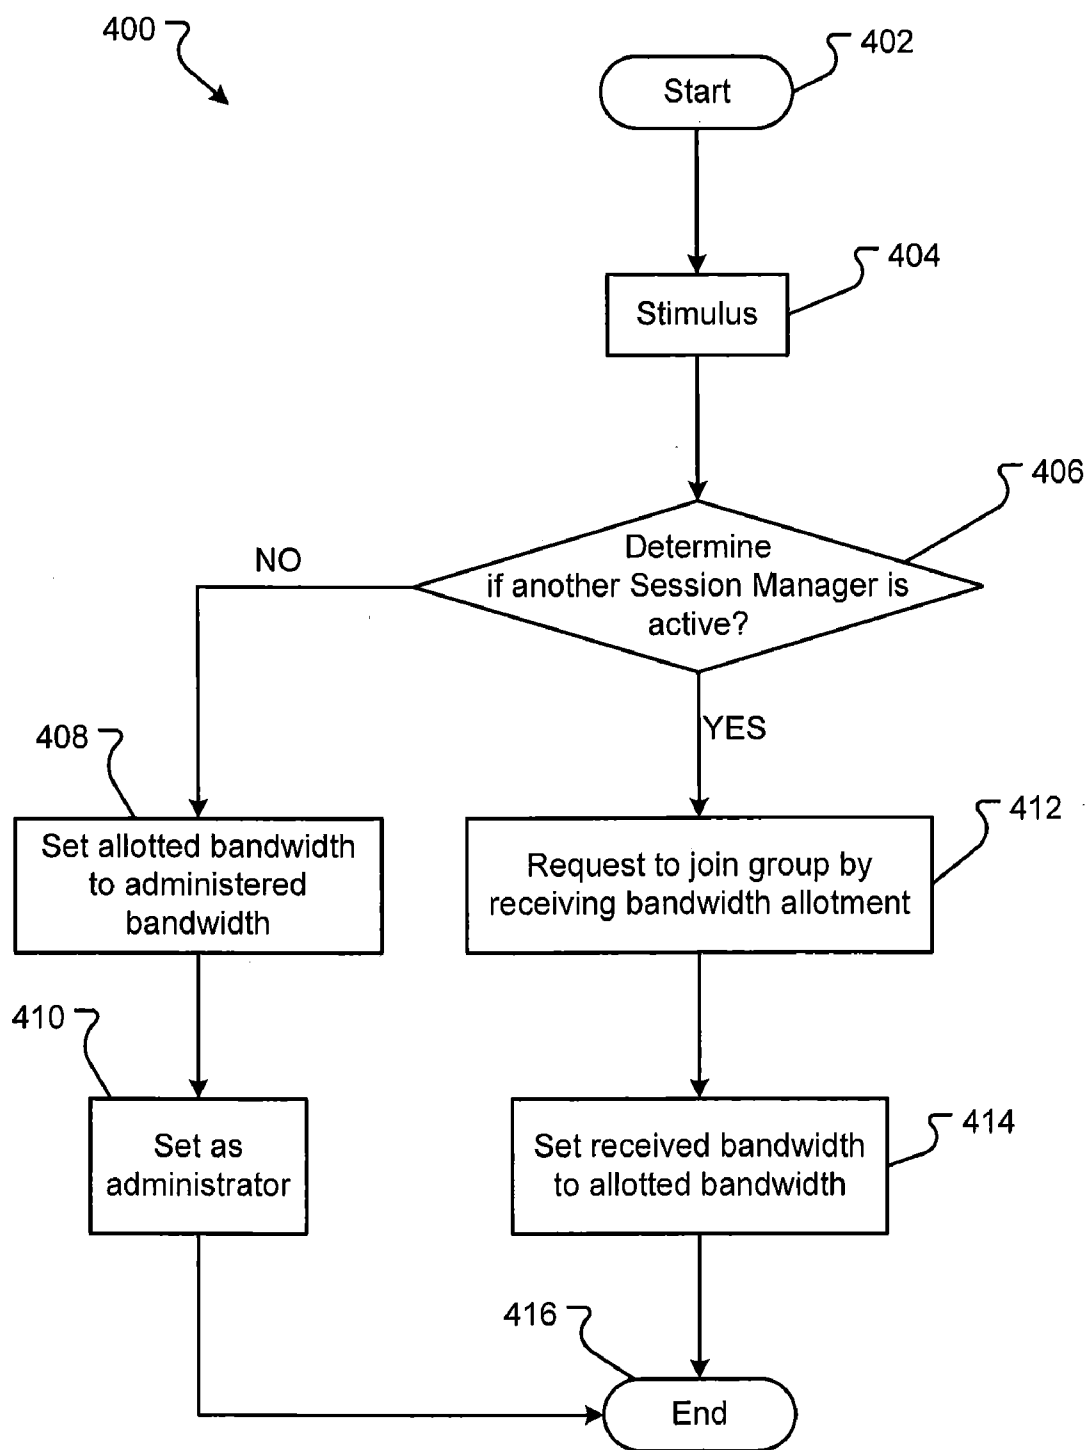 400
402
Start
404
Stimulus
406
Determine
if another Session Manager is
active?
NO
YES
408
Set allotted bandwidth
to administered
bandwidth
412
Request to join group by
receiving bandwidth allotment
410
Set as
administrator
414
Set received bandwidth
to allotted bandwidth
416
End